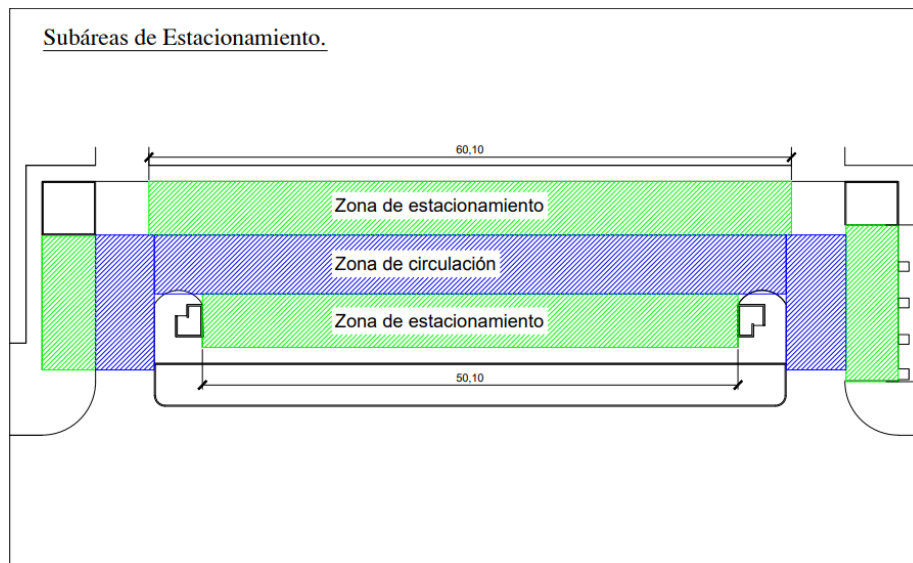 Subáreas de Estacionamiento.
60,10
Zona de estacionamiento
Zona de circulación
Zona de estacionamiento
50,10